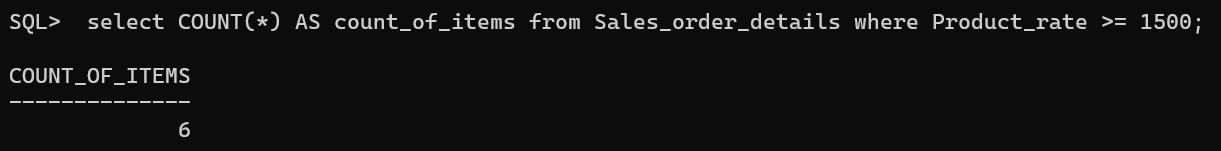 SQL>  select COUNT(*) AS count_of_items from Sales_order_details where Product_rate >= 1500;
COUNT_OF_ITEMS
--------------
             6